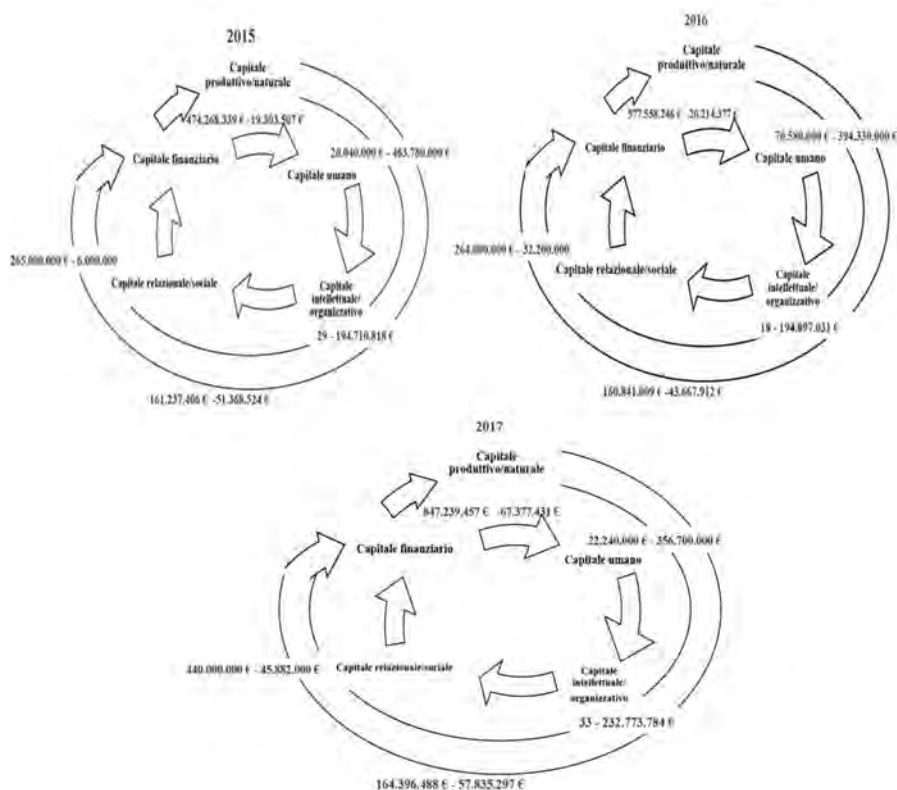 2015
Capitale
produttivo/naturale
474.268.339 € -19.303.507 €
Capitale finanziario
20.040.000 € - 463.780.000 €
Capitale umano
265.000.000 € - 6.000.000
Capitale relazionale/sociale
Capitale
intellettuale/
organizzativo
29 - 194.710.818 €
161.237.406 € -51.368.524 €
2016
Capitale
produttivo/naturale
577.558.246 € -20.214.377 €
Capitale finanziario
70.580.000 € - 394.330.000 €
Capitale umano
264.000.000 € - 32.200.000
Capitale relazionale/sociale
Capitale
intellettuale/
organizzativo
18 - 194.897.031 €
160.841.009 € -43.667.912 €
2017
Capitale
produttivo/naturale
847.239.457 € -67.377.431 €
Capitale finanziario
22.240.000 € - 356.700.000 €
Capitale umano
440.000.000 € - 45.882.000 €
Capitale relazionale/sociale
Capitale
intellettuale/
organizzativo
33 - 232.773.784 €
164.396.488 € - 57.835.297 €